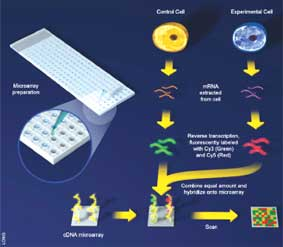 Control Cell
Experimental Cell
Microarray
preparation
mRNA
extracted
from cell
Reverse transcription,
fluorescently labeled
with Cy3 (Green)
and Cy5 (Red)
Combine equal amount and
hybridize onto microarray
Scan
cDNA microarray